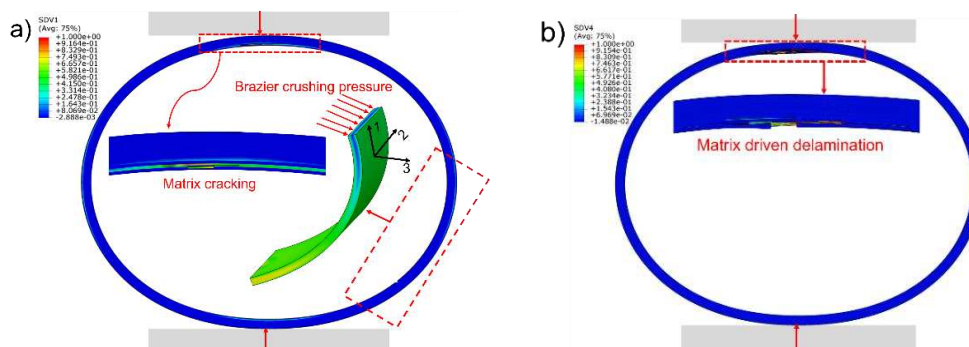 a)
SDV1
(Avg: 75%)
+1.000e+00
+9.164e-01
+8.329e-01
+7.493e-01
+6.657e-01
+5.821e-01
+4.986e-01
+4.150e-01
+3.314e-01
+2.478e-01
+1.643e-01
+8.069e-02
-2.888e-03
Brazier crushing pressure
1
2
3
Matrix cracking
b)
SDV4
(Avg: 75%)
+1.000e+00
+9.154e-01
+8.309e-01
+7.463e-01
+6.617e-01
+5.771e-01
+4.926e-01
+4.080e-01
+3.234e-01
+2.388e-01
+1.543e-01
+6.969e-02
-1.488e-02
Matrix driven delamination